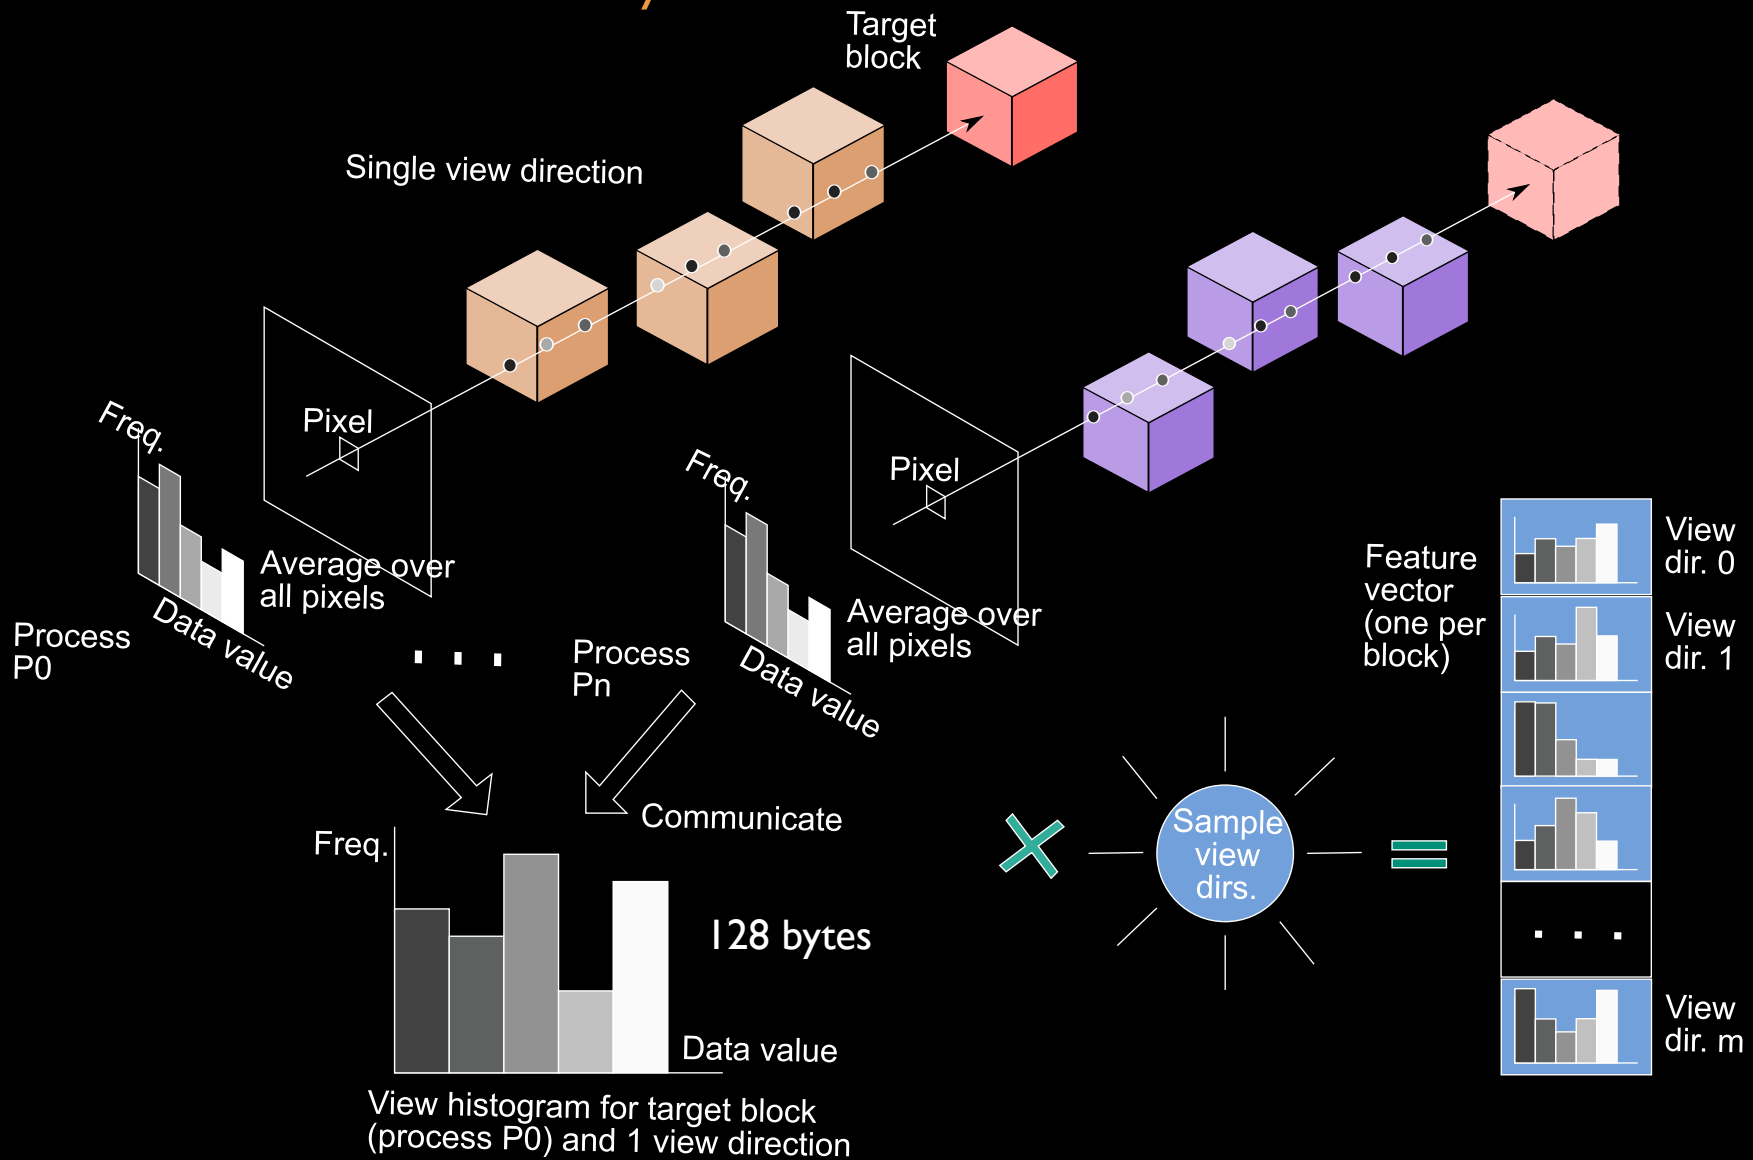 Target
block
Single view direction
Pixel
Freq.
Average over
all pixels
Data value
Process
P0
Pixel
Freq.
Average over
all pixels
Data value
Process
Pn
Feature
vector
(one per
block)
View
dir. 0
View
dir. 1
Communicate
Freq.
128 bytes
Data value
Sample
view
dirs.
View
dir. m
View histogram for target block
(process P0) and 1 view direction